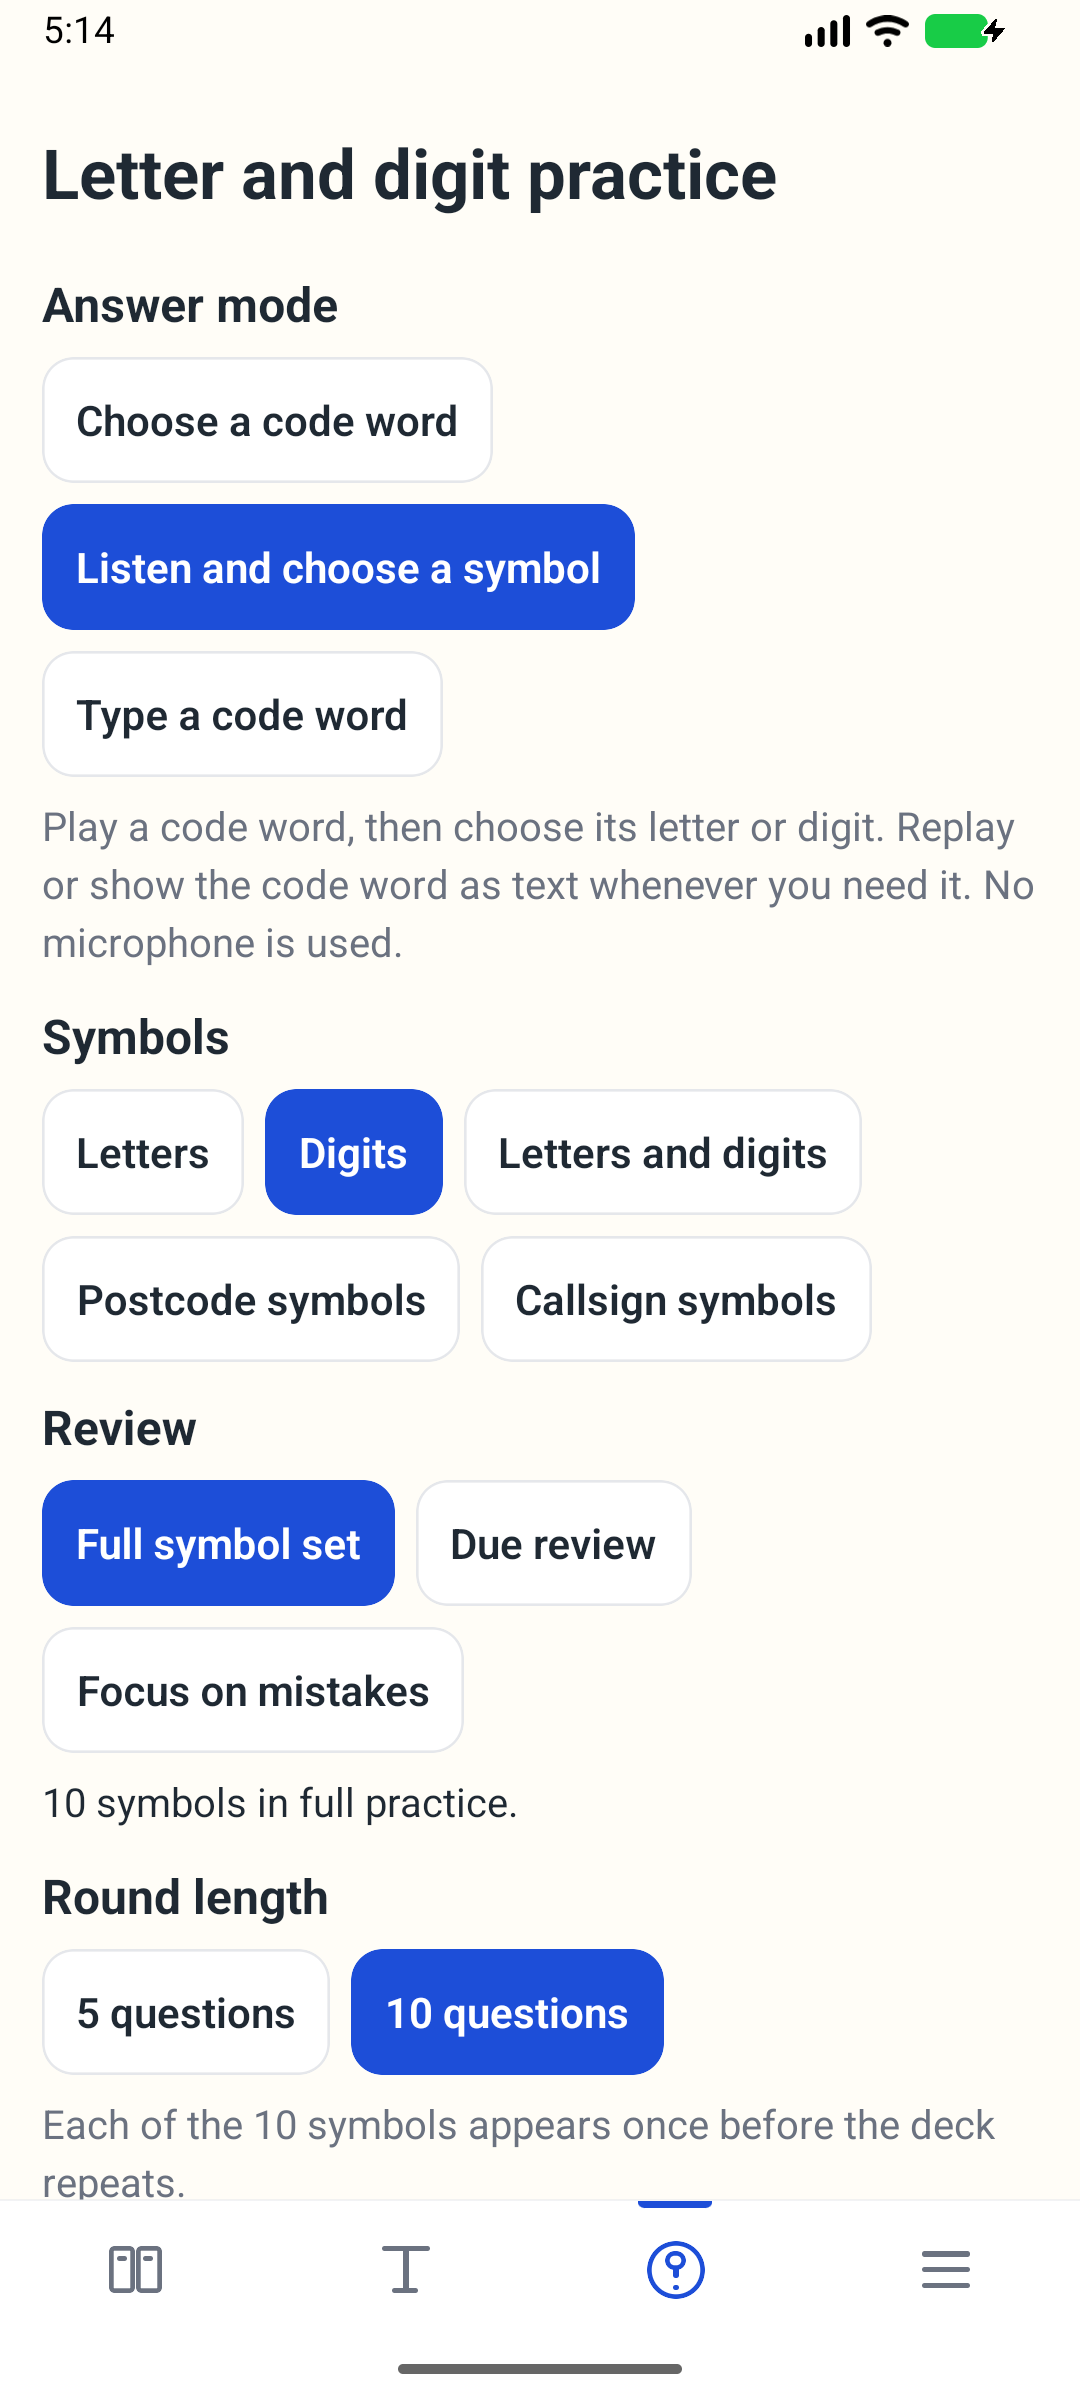 5:14
Letter and digit practice
Answer mode
Choose a code word
Listen and choose a symbol
Type a code word
Play a code word, then choose its letter or digit. Replay
or show the code word as text whenever you need it. No
microphone is used.
Symbols
Letters
Digits
Letters and digits
Postcode symbols
Callsign symbols
Review
Full symbol set
Due review
Focus on mistakes
10 symbols in full practice.
Round length
5 questions
10 questions
Each of the 10 symbols appears once before the deck
repeats.